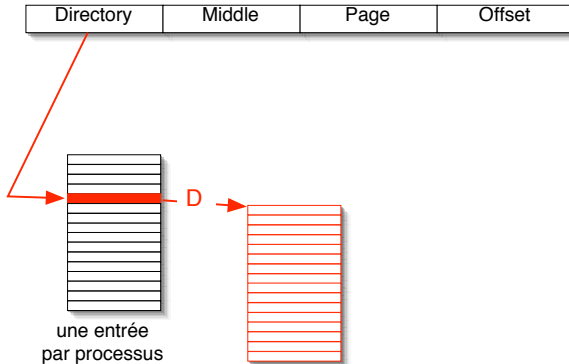 Directory Middle Page Offset
D
une entrée
par processus